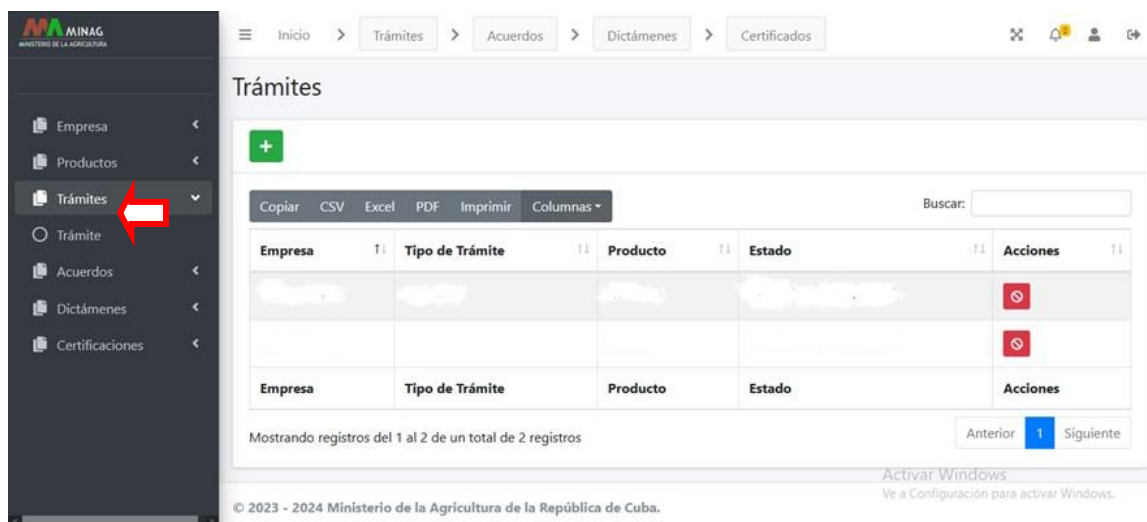 MINAG
MINISTERIO DE LA AGRICULTURA
Inicio > Trámites > Acuerdos > Dictámenes > Certificados
Trámites
Empresa
Productos
Trámites
Trámite
Acuerdos
Dictámenes
Certificaciones
+
Copiar CSV Excel PDF Imprimir Columnas
Buscar:
Empresa Tipo de Trámite Producto Estado Acciones
Empresa Tipo de Trámite Producto Estado Acciones
Mostrando registros del 1 al 2 de un total de 2 registros
Anterior 1 Siguiente
Activar Windows
Ve a Configuración para activar Windows.
© 2023 - 2024 Ministerio de la Agricultura de la República de Cuba.